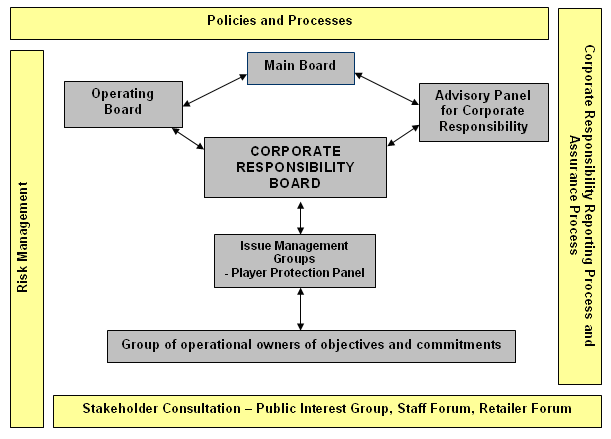 Policies and Processes
Main Board
Operating
Board
Advisory Panel
for Corporate
Responsibility
CORPORATE
RESPONSIBILITY
BOARD
Issue Management
Groups
- Player Protection Panel
Group of operational owners of objectives and commitments
Risk Management
Corporate Responsibility Reporting Process and
Assurance Process
Stakeholder Consultation – Public Interest Group, Staff Forum, Retailer Forum